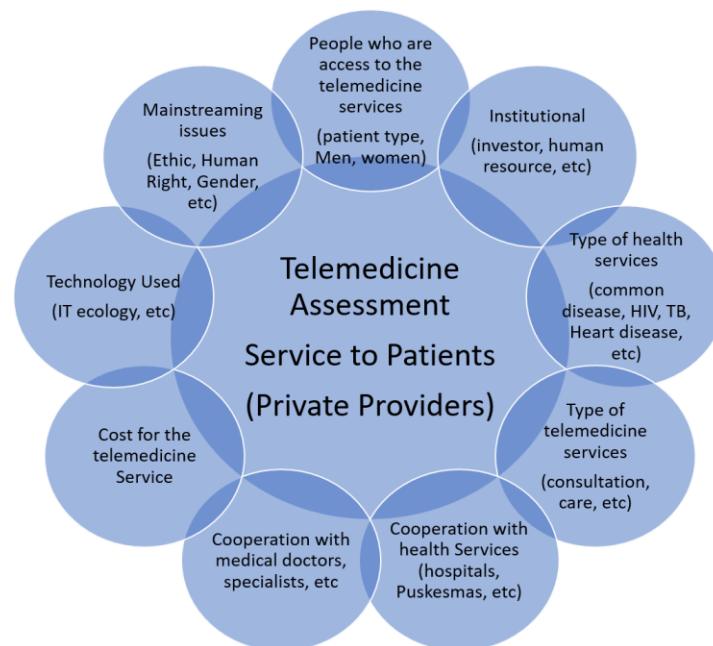 People who are
access to the
telemedicine
services
(patient type,
Men, women)
Institutional
(investor, human
resource, etc)
Type of health
services
(common
disease, HIV, TB,
Heart disease,
etc)
Type of
telemedicine
services
(consultation,
care, etc)
Cooperation with
health Services
(hospitals,
Puskesmas, etc)
Cooperation with
medical doctors,
specialists, etc
Cost for the
telemedicine
Service
Technology Used
(IT ecology, etc)
Mainstreaming
issues
(Ethic, Human
Right, Gender,
etc)
Telemedicine
Assessment
Service to Patients
(Private Providers)